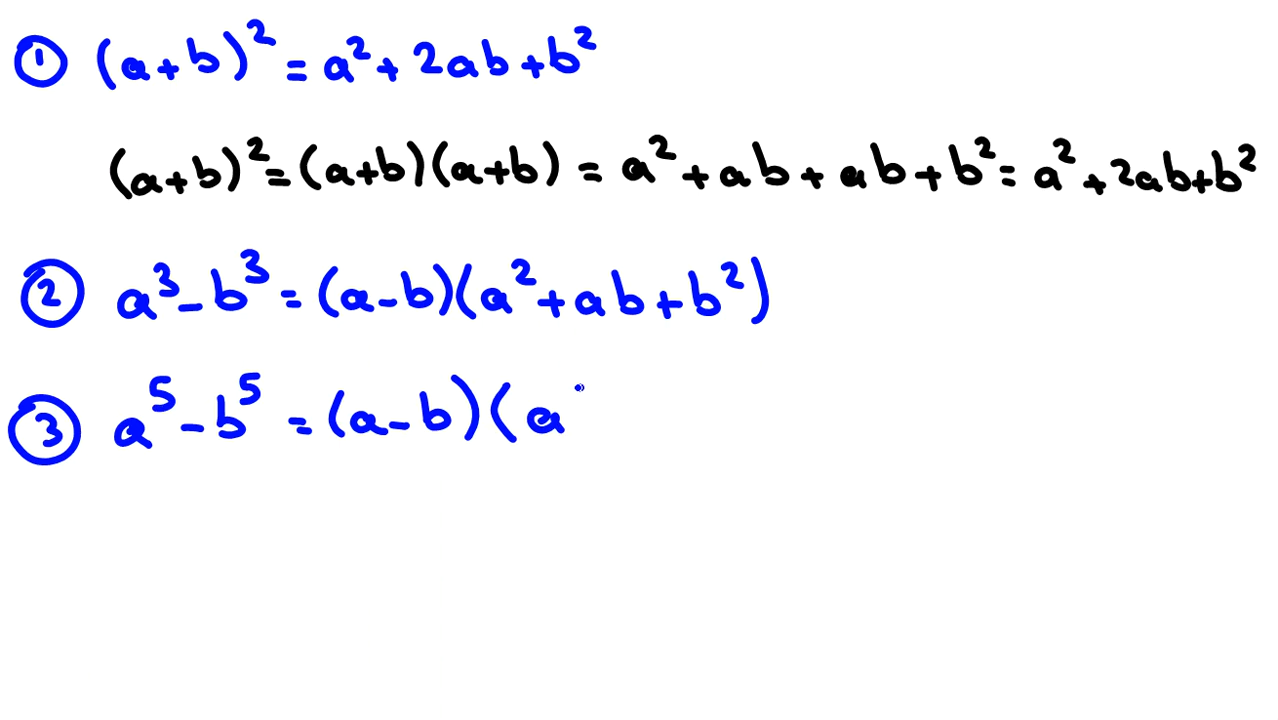 ① (a+b)² = a² + 2ab + b²
(a+b)² = (a+b)(a+b) = a² + ab + ab + b² = a² + 2ab + b²
② a³ - b³ = (a-b)(a² + ab + b²)
③ a⁵ - b⁵ = (a-b)(a